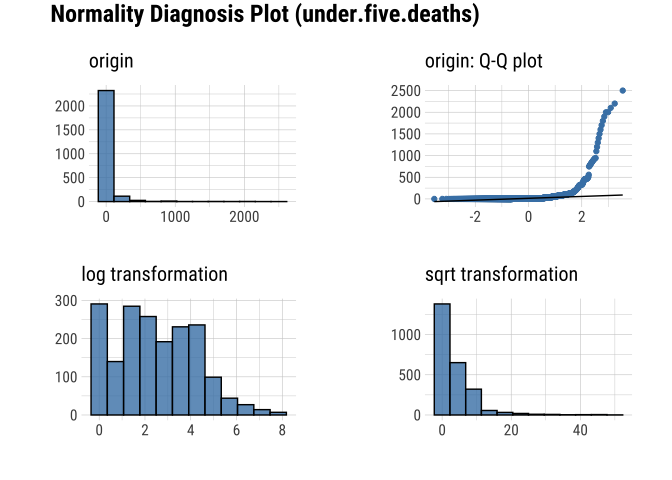 Normality Diagnosis Plot (under.five.deaths)
origin
2000
1500
1000
500
0
0 1000 2000
origin: Q-Q plot
2500
2000
1500
1000
500
0
-2 0 2
log transformation
300
200
100
0
0 2 4 6 8
sqrt transformation
1000
500
0
0 20 40